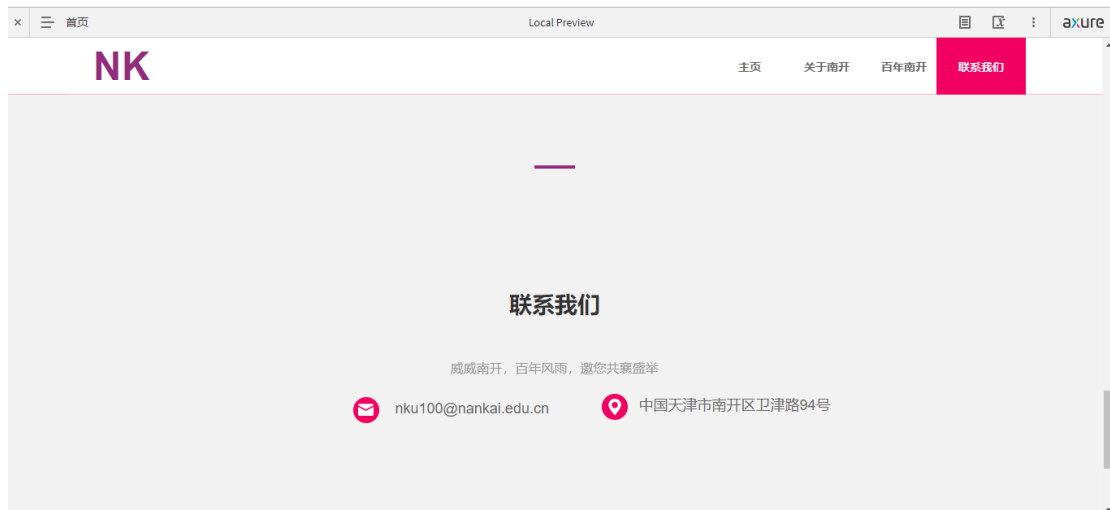 首页
Local Preview
axure
NK
主页
关于南开
百年南开
联系我们
联系我们
威威南开，百年风雨，邀您共襄盛举
nku100@nankai.edu.cn
中国天津市南开区卫津路94号